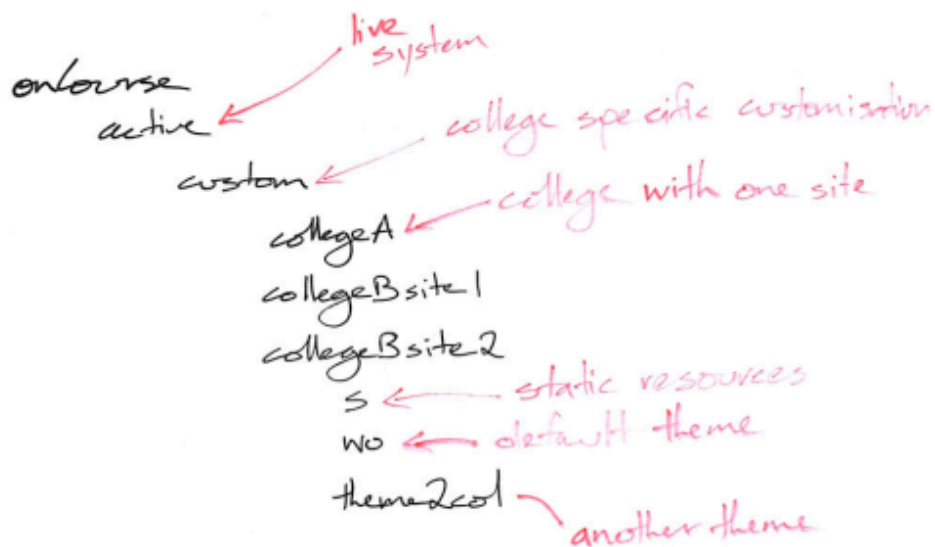 live
system
onCourse
active
college specific customisation
custom
college with one site
collegeA
collegeBsite1
collegeBsite2
static resources
s
default theme
wo
theme2col
another theme